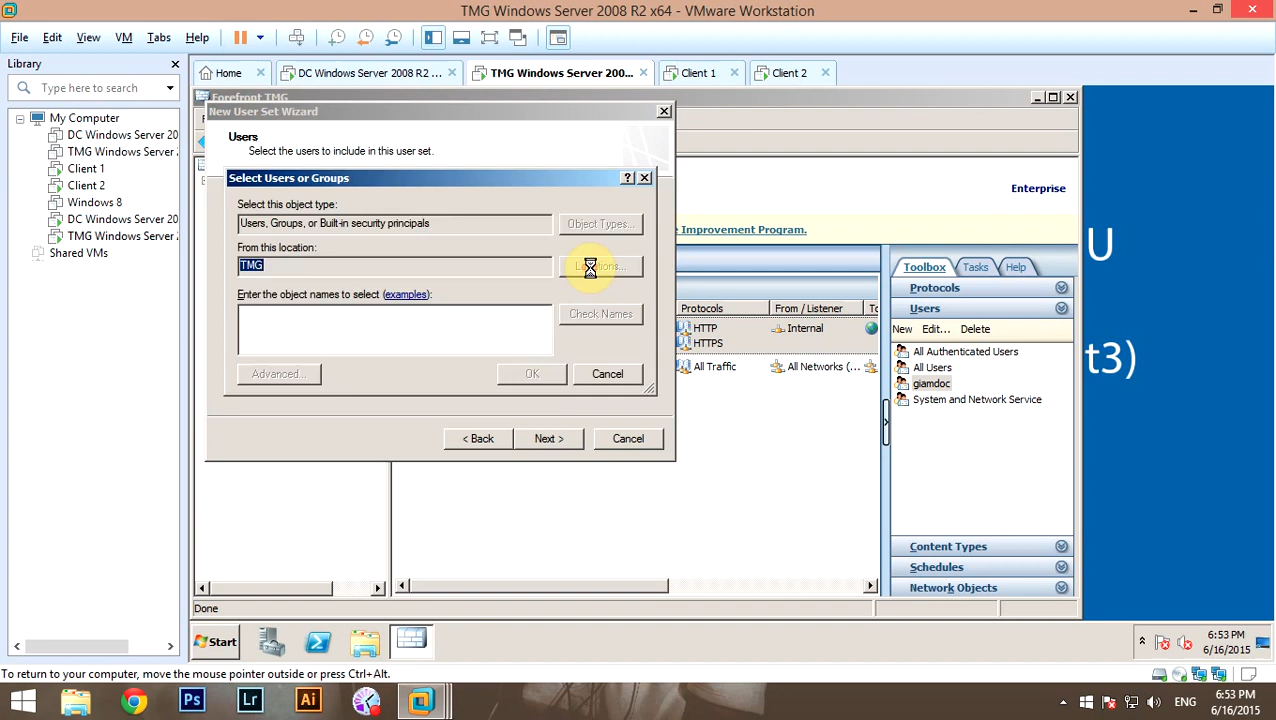 TMG Windows Server 2008 R2 x64 - VMware Workstation
File Edit View VM Tabs Help
Library
Type here to search
My Computer
DC Windows Server 20
TMG Windows Server 2
Client 1
Client 2
Windows 8
DC Windows Server 20
TMG Windows Server 2
Shared VMs
Home
DC Windows Server 2008 R2 ...
TMG Windows Server 200...
Client 1
Client 2
Forefront TMG
New User Set Wizard
Users
Select the users to include in this user set.
Select Users or Groups
Select this object type:
Users, Groups, or Built-in security principals
Object Types...
From this location:
TMG
Enter the object names to select (examples):
Check Names
Advanced...
OK
Cancel
< Back
Next >
Cancel
Enterprise
e Improvement Program.
Protocols
From / Listener
To
HTTP
Internal
HTTPS
All Traffic
All Networks (...
Toolbox Tasks Help
Protocols
Users
New Edit... Delete
All Authenticated Users
All Users
giamdoc
System and Network Service
Content Types
Schedules
Network Objects
U
t3)
Done
Start
6:53 PM
6/16/2015
To return to your computer, move the mouse pointer outside or press Ctrl+Alt.
Ps
Lr
Ai
ENG
6:53 PM
6/16/2015